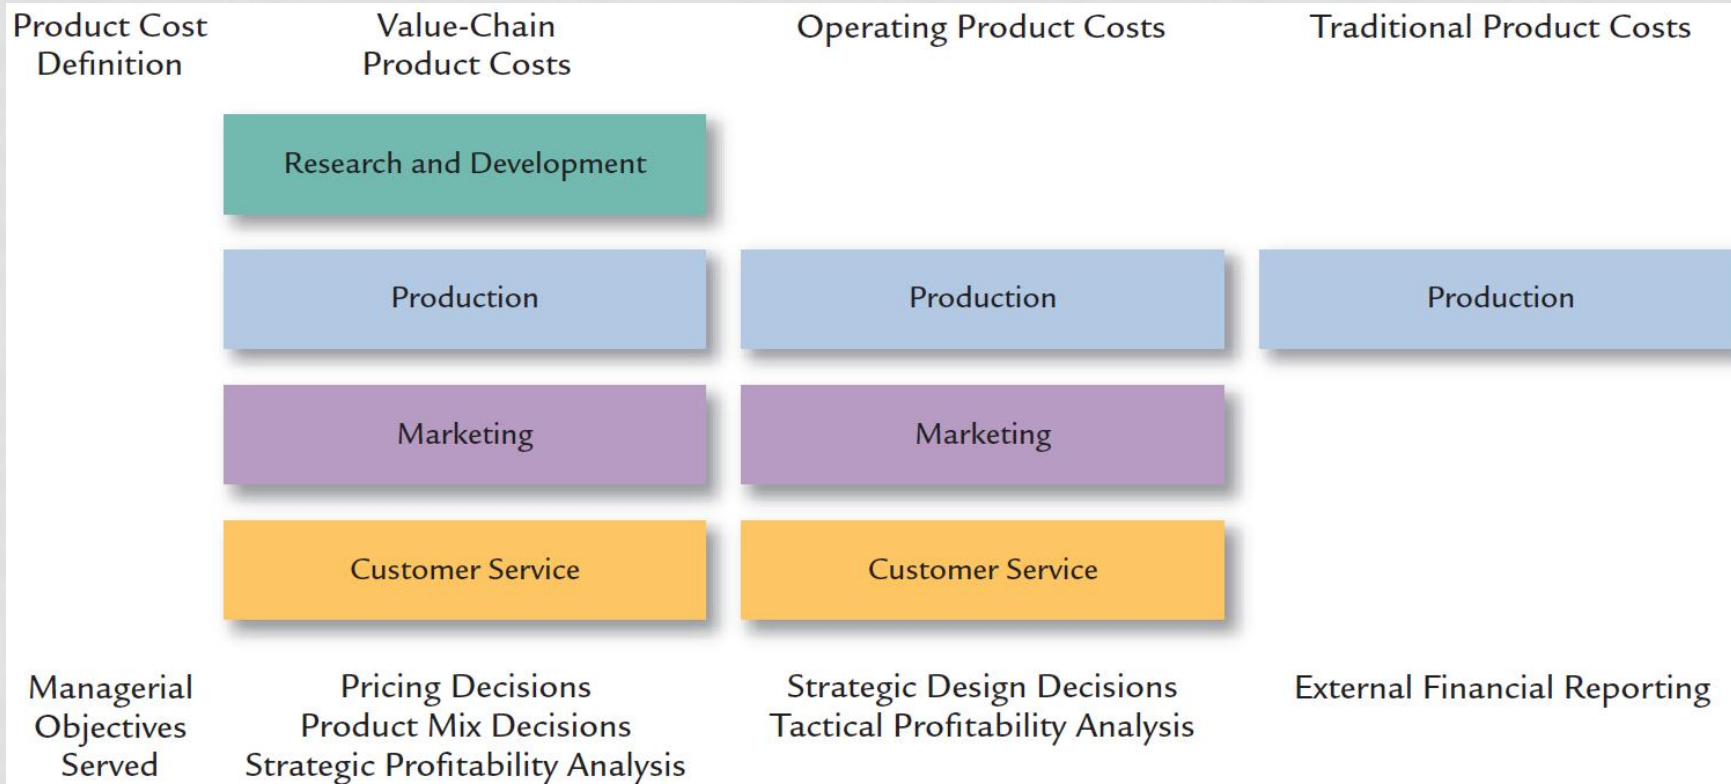 Product Cost
Definition
Value-Chain
Product Costs
Operating Product Costs
Traditional Product Costs
Research and Development
Production
Production
Production
Marketing
Marketing
Customer Service
Customer Service
Managerial
Objectives
Served
Pricing Decisions
Product Mix Decisions
Strategic Profitability Analysis
Strategic Design Decisions
Tactical Profitability Analysis
External Financial Reporting